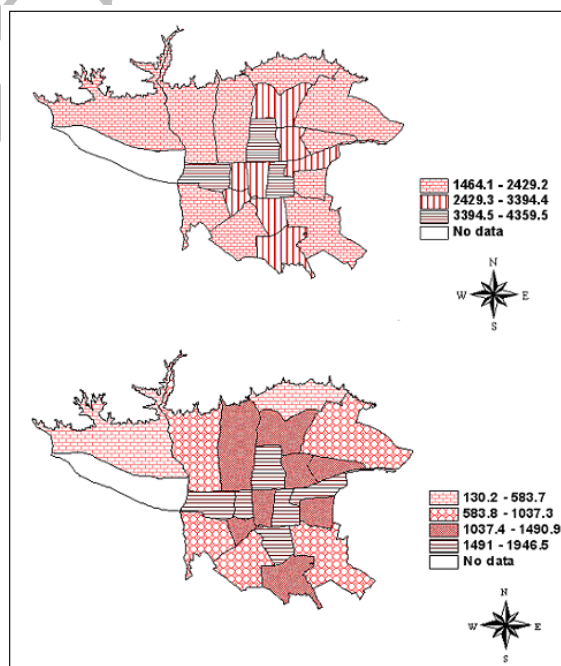 1464.1 - 2429.2
2429.3 - 3394.4
3394.5 - 4359.5
No data
N
W E
S
130.2 - 583.7
583.8 - 1037.3
1037.4 - 1490.9
1491 - 1946.5
No data
N
W E
S